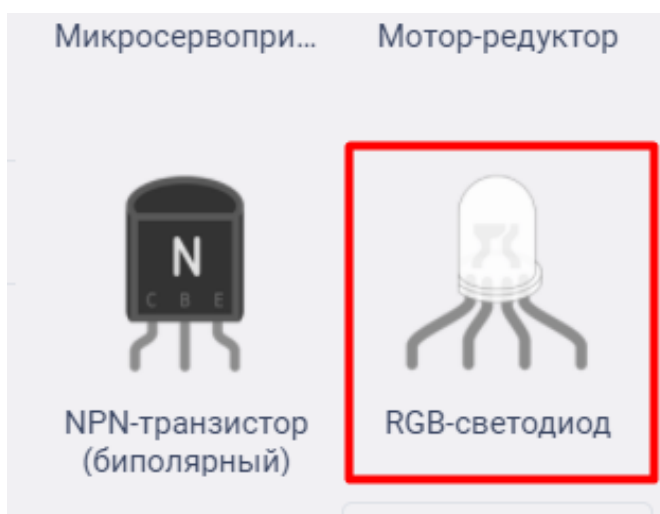 Микросервопри... Мотор-редуктор
N
C B E
NPN-транзистор
(биполярный)
RGB-светодиод